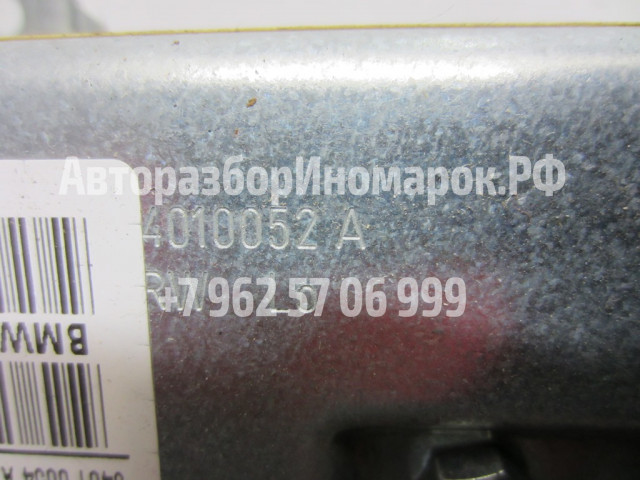 АвторазборИномарок.РФ
4010052 A
+7 962 57 06 999
BMW